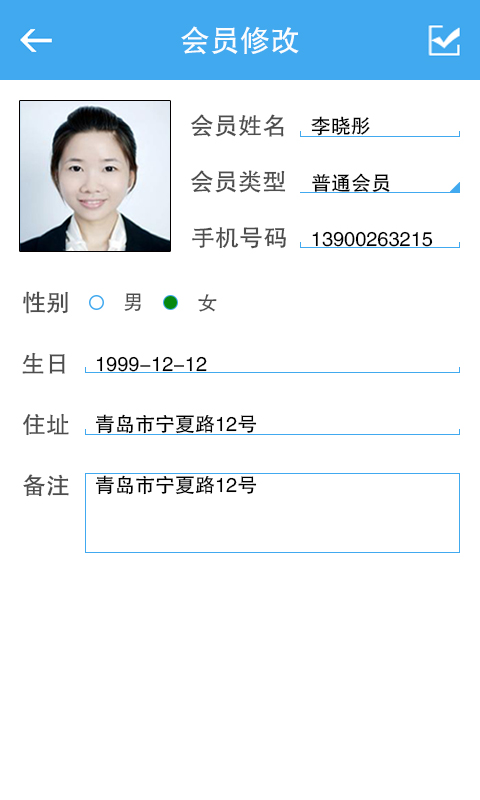 会员修改
会员姓名 李晓彤
会员类型 普通会员
手机号码 13900263215
性别 男 女
生日 1999-12-12
住址 青岛市宁夏路12号
备注 青岛市宁夏路12号